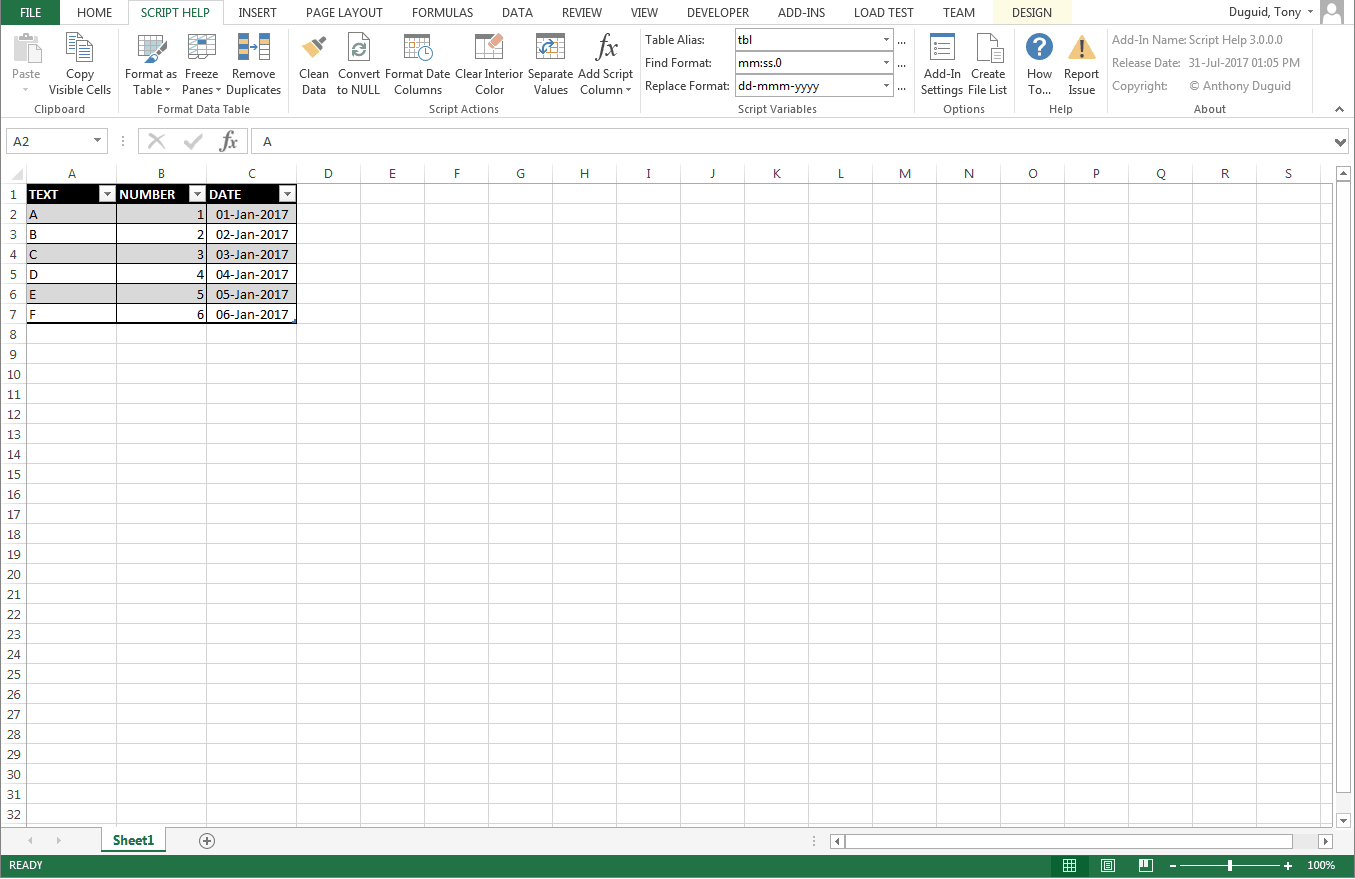 FILE HOME SCRIPT HELP INSERT PAGE LAYOUT FORMULAS DATA REVIEW VIEW DEVELOPER ADD-INS LOAD TEST TEAM DESIGN Duguid, Tony
Paste
Copy
Visible Cells
Clipboard
Format as
Table
Freeze
Panes
Remove
Duplicates
Format Data Table
Clean
Data
Convert
to NULL
Format Date
Columns
Clear Interior
Color
Separate
Values
Add Script
Column
Script Actions
Table Alias: tbl ...
Find Format: mm:ss.0 ...
Replace Format: dd-mmm-yyyy ...
Script Variables
Add-In
Settings
Create
File List
Options
How
To...
Report
Issue
Help
Add-In Name: Script Help 3.0.0.0
Release Date: 31-Jul-2017 01:05 PM
Copyright: © Anthony Duguid
About
A2 fx A
A B C D E F G H I J K L M N O P Q R S
1 TEXT NUMBER DATE
2 A 1 01-Jan-2017
3 B 2 02-Jan-2017
4 C 3 03-Jan-2017
5 D 4 04-Jan-2017
6 E 5 05-Jan-2017
7 F 6 06-Jan-2017
8
9
10
11
12
13
14
15
16
17
18
19
20
21
22
23
24
25
26
27
28
29
30
31
32
Sheet1
READY 100%